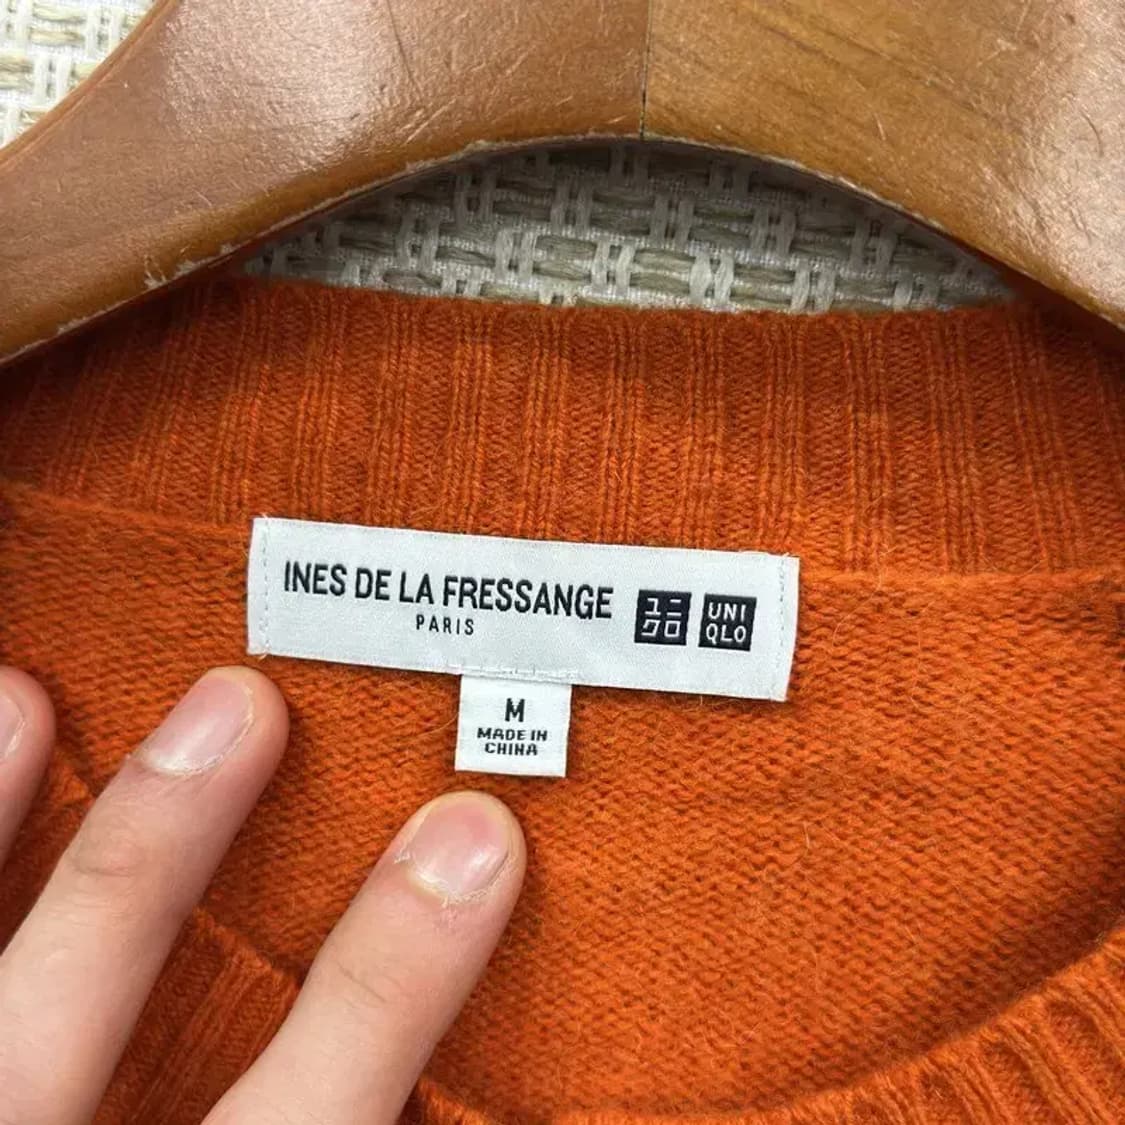 INES DE LA FRESSANGE
PARIS
ユニ
クロ
UNI
QLO
M
MADE IN
CHINA